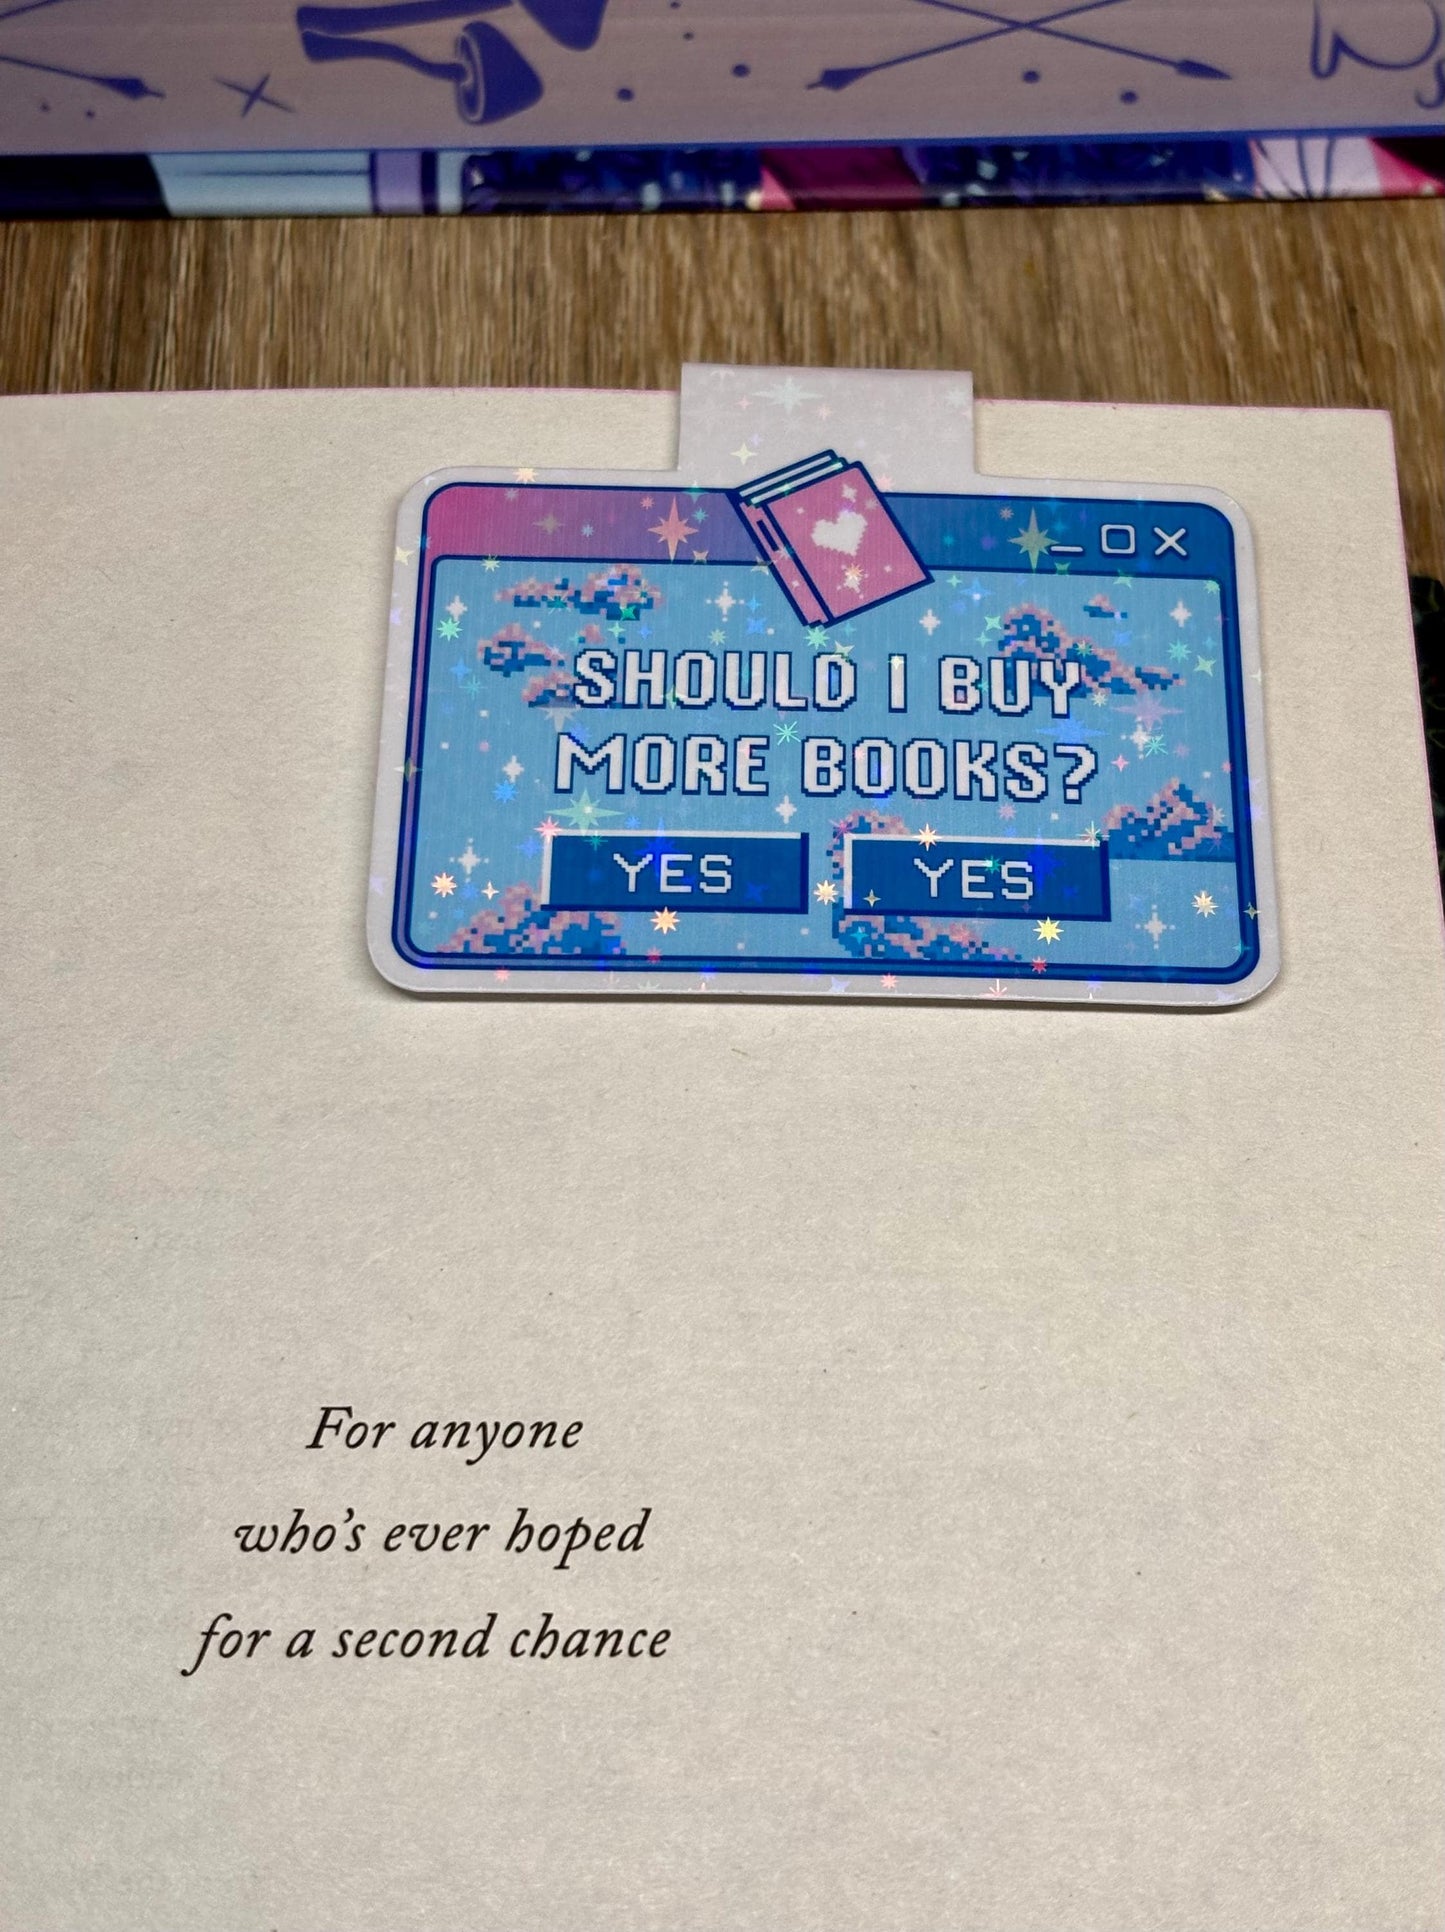 SHOULD I BUY
MORE BOOKS?
YES YES
For anyone
who's ever hoped
for a second chance